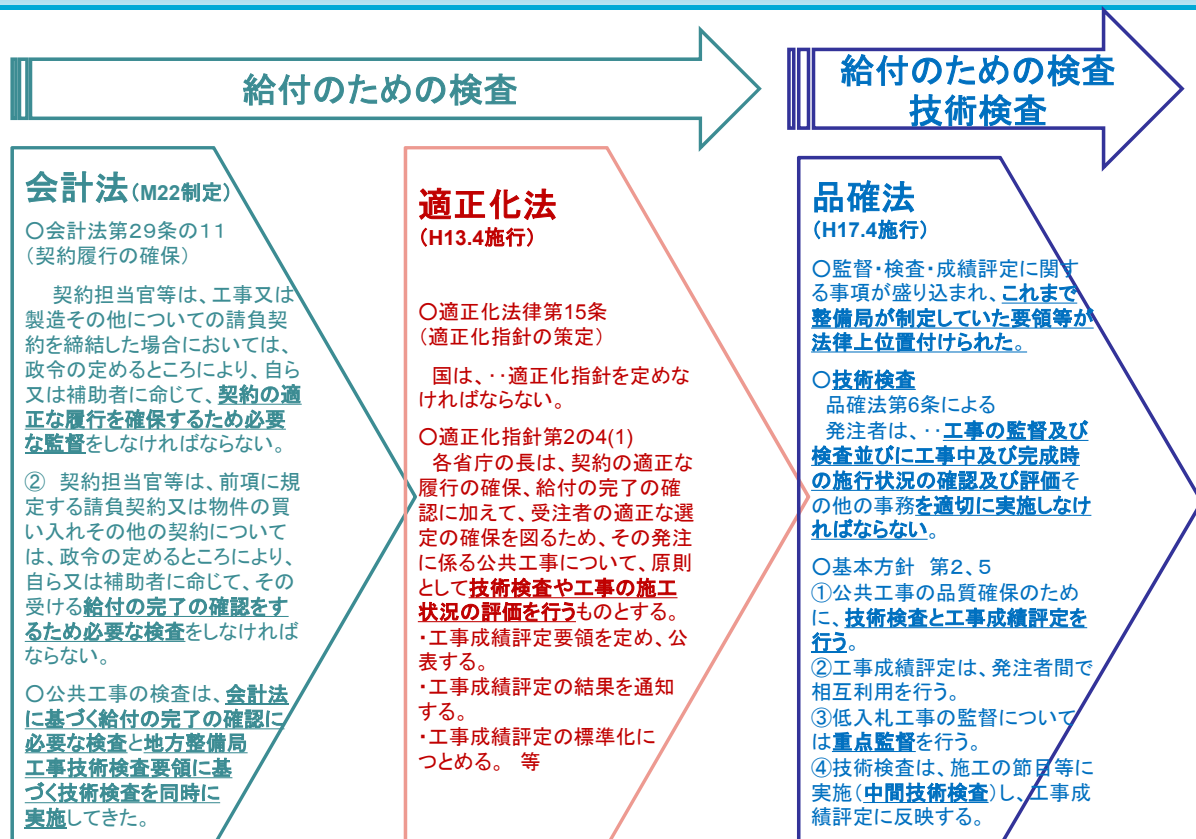 給付のための検査
給付のための検査
技術検査
会計法(M22制定)
○会計法第29条の11
(契約履行の確保)
契約担当官等は、工事又は
製造その他についての請負契
約を締結した場合においては、
政令の定めるところにより、自ら
又は補助者に命じて、契約の適
正な履行を確保するため必要
な監督をしなければならない。
② 契約担当官等は、前項に規
定する請負契約又は物件の買
い入れその他の契約について
は、政令の定めるところにより、
自ら又は補助者に命じて、その
受ける給付の完了の確認をす
るため必要な検査をしなければ
ならない。
○公共工事の検査は、会計法
に基づく給付の完了の確認に
必要な検査と地方整備局
工事技術検査要領に基
づく技術検査を同時に
実施してきた。
適正化法
(H13.4施行)
○適正化法律第15条
(適正化指針の策定)
国は、‥適正化指針を定めな
ければならない。
○適正化指針第2の4(1)
各省庁の長は、契約の適正な
履行の確保、給付の完了の確
認に加えて、受注者の適正な選
定の確保を図るため、その発注
に係る公共工事について、原則
として技術検査や工事の施工
状況の評価を行うものとする。
・工事成績評定要領を定め、公
表する。
・工事成績評定の結果を通知
する。
・工事成績評定の標準化に
つとめる。 等
品確法
(H17.4施行)
○監督・検査・成績評定に関す
る事項が盛り込まれ、これまで
整備局が制定していた要領等が
法律上位置付けられた。
○技術検査
品確法第6条による
発注者は、‥工事の監督及び
検査並びに工事中及び完成時
の施行状況の確認及び評価そ
の他の事務を適切に実施しなけ
ればならない。
○基本方針 第2、5
①公共工事の品質確保のため
に、技術検査と工事成績評定を
行う。
②工事成績評定は、発注者間で
相互利用を行う。
③低入札工事の監督について
は重点監督を行う。
④技術検査は、施工の節目等に
実施(中間技術検査)し、工事成
績評定に反映する。